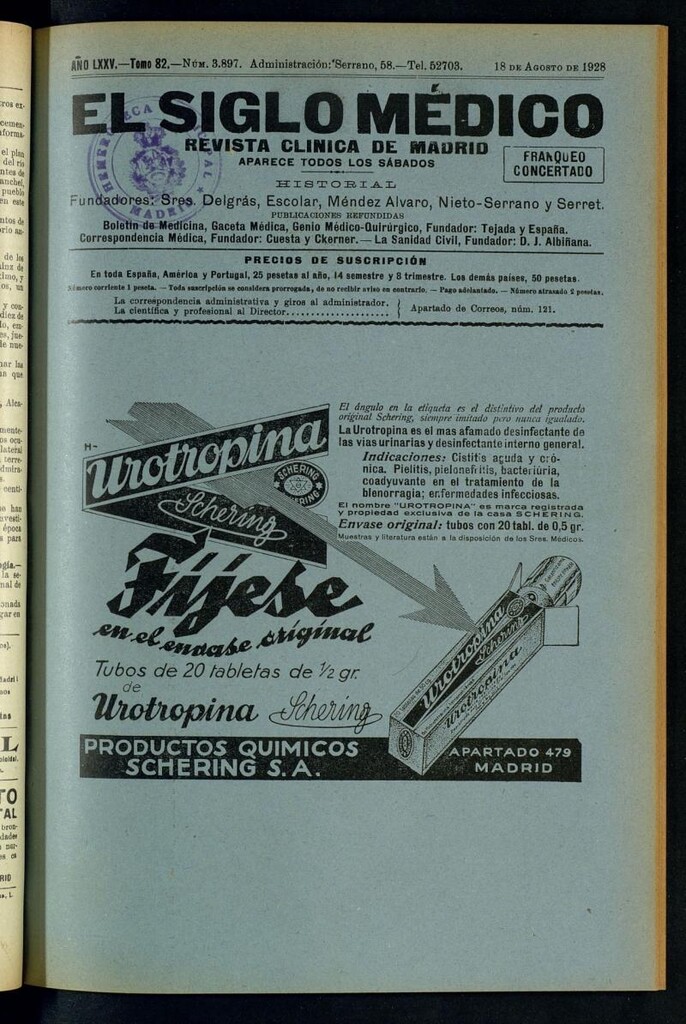 AÑO LXXV.—Tomo 82.—NÚM. 3.897. Administración: Serrano, 58.—Tel. 52703. 18 DE AGOSTO DE 1928
EL SIGLO MÉDICO
REVISTA CLINICA DE MADRID
APARECE TODOS LOS SÁBADOS
FRANQUEO
CONCERTADO
HEMEROTECA
MADRID
HISTORIAL
Fundadores: Sres. Delgrás, Escolar, Méndez Alvaro, Nieto-Serrano y Serret.
PUBLICACIONES REFUNDIDAS
Boletín de Medicina, Gaceta Médica, Genio Médico-Quirúrgico, Fundador: Tejada y España.
Correspondencia Médica, Fundador: Cuesta y Ckerner.—La Sanidad Civil, Fundador: D. J. Albiñana.
PRECIOS DE SUSCRIPCIÓN
En toda España, América y Portugal, 25 pesetas al año, 14 semestre y 8 trimestre. Los demás países, 50 pesetas.
Número corriente 1 peseta. — Toda suscripción se considera prorrogada, de no recibir aviso en contrario. — Pago adelantado. — Número atrasado 2 pesetas.
La correspondencia administrativa y giros al administrador.
La científica y profesional al Director....................
Apartado de Correos, núm. 121.
El ángulo en la etiqueta es el distintivo del producto
original Schering, siempre imitado pero nunca igualado.
La Urotropina es el mas afamado desinfectante de
las vias urinarias y desinfectante interno general.
Indicaciones: Cistitis aguda y cró-
nica. Pielitis, pielonefritis, bacteriúria,
coadyuvante en el tratamiento de la
blenorragia; enfermedades infecciosas.
El nombre "UROTROPINA" es marca registrada
y propiedad exclusiva de la casa SCHERING.
Envase original: tubos con 20 tabl. de 0,5 gr.
Muestras y literatura están a la disposición de los Sres. Médicos.
H-
Urotropina
SCHERING
Schering
Fíjese
en el envase original
Tubos de 20 tabletas de ½ gr.
de
Urotropina Schering
Urotropina
Schering
Urotropina
PRODUCTOS QUIMICOS
SCHERING S.A.
APARTADO 479
MADRID